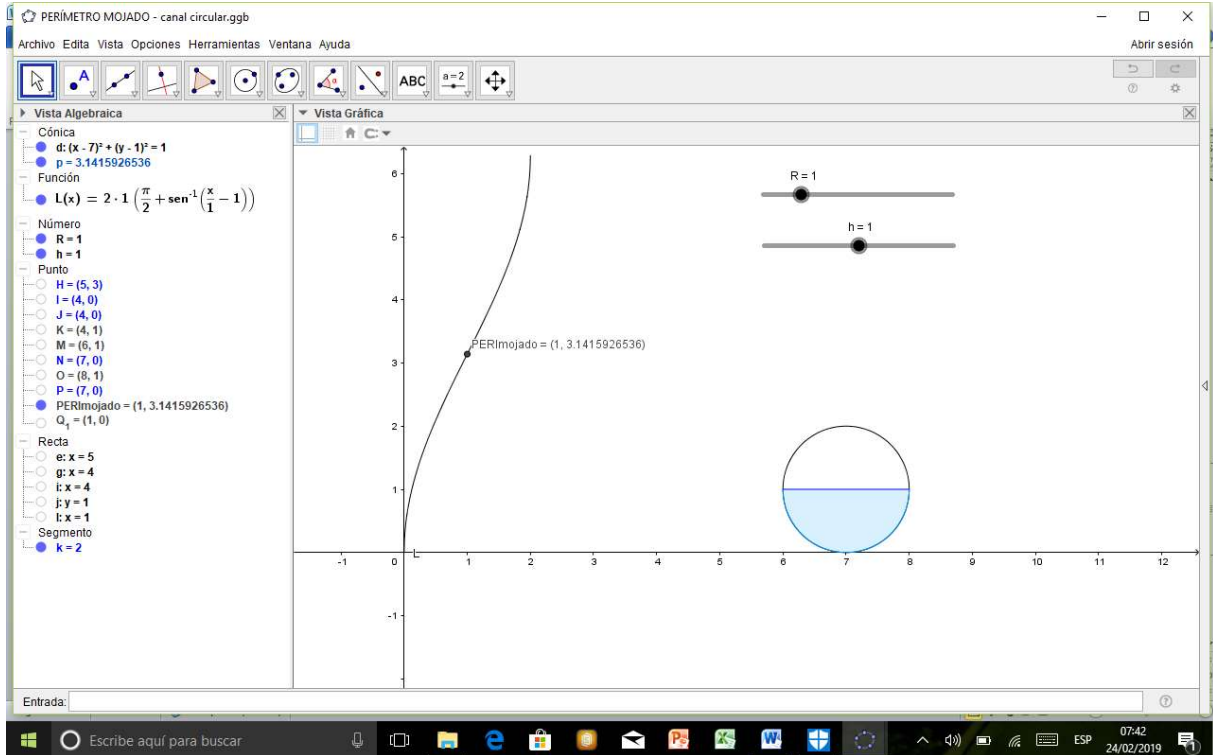 PERÍMETRO MOJADO - canal circular.ggb
Archivo Edita Vista Opciones Herramientas Ventana Ayuda
Abrir sesión
A
α
ABC
a = 2
Vista Algebraica
Cónica
d: (x - 7)² + (y - 1)² = 1
p = 3.1415926536
Función
L(x) = 2 · 1 (π/2 + sen⁻¹(x/1 − 1))
Número
R = 1
h = 1
Punto
H = (5, 3)
I = (4, 0)
J = (4, 0)
K = (4, 1)
M = (6, 1)
N = (7, 0)
O = (8, 1)
P = (7, 0)
PERImojado = (1, 3.1415926536)
Q₁ = (1, 0)
Recta
e: x = 5
g: x = 4
i: x = 4
j: y = 1
l: x = 1
Segmento
k = 2
Vista Gráfica
R = 1
h = 1
PERImojado = (1, 3.1415926536)
L
6
5
4
3
2
1
-1
-1 0 1 2 3 4 5 6 7 8 9 10 11 12
Entrada:
Escribe aquí para buscar
ESP
07:42
24/02/2019